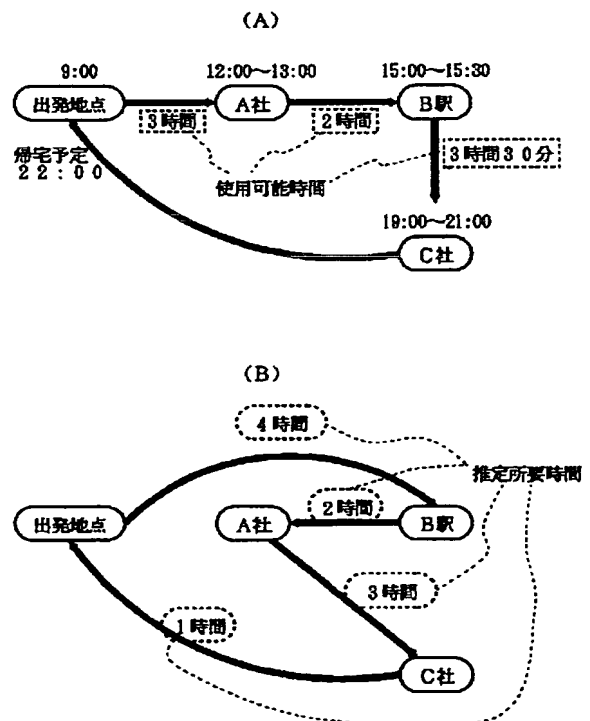 (A)
9:00
12:00~13:00
15:00~15:30
出発地点
A社
B駅
3時間
2時間
3時間30分
帰宅予定
22:00
使用可能時間
19:00~21:00
C社
(B)
4時間
推定所要時間
2時間
出発地点
A社
B駅
3時間
1時間
C社